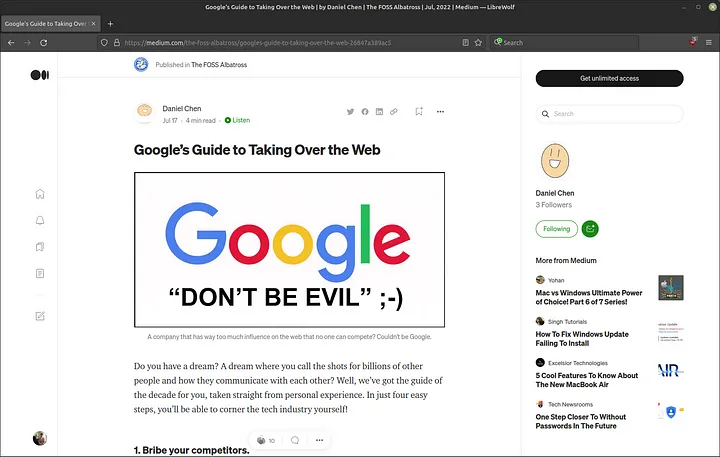 Google's Guide to Taking Over the Web | by Daniel Chen | The FOSS Albatross | Jul, 2022 | Medium — LibreWolf
Google's Guide to Taking Over
https://medium.com/the-foss-albatross/googles-guide-to-taking-over-the-web-26847a389ac5
Search
Published in The FOSS Albatross
Daniel Chen
Jul 17 · 4 min read · Listen
Google's Guide to Taking Over the Web
Google
“DON'T BE EVIL” ;-)
A company that has way too much influence on the web that no one can compete? Couldn't be Google.
Do you have a dream? A dream where you call the shots for billions of other
people and how they communicate with each other? Well, we've got the guide of
the decade for you, taken straight from personal experience. In just four easy
steps, you'll be able to corner the tech industry yourself!
1. Bribe your competitors.
10
Get unlimited access
Search
Daniel Chen
3 Followers
Following
More from Medium
Yohan
Mac vs Windows Ultimate Power
of Choice! Part 6 of 7 Series!
Singh Tutorials
How To Fix Windows Update
Failing To Install
Excelsior Technologies
5 Cool Features To Know About
The New MacBook Air
Tech Newsrooms
One Step Closer To Without
Passwords In The Future